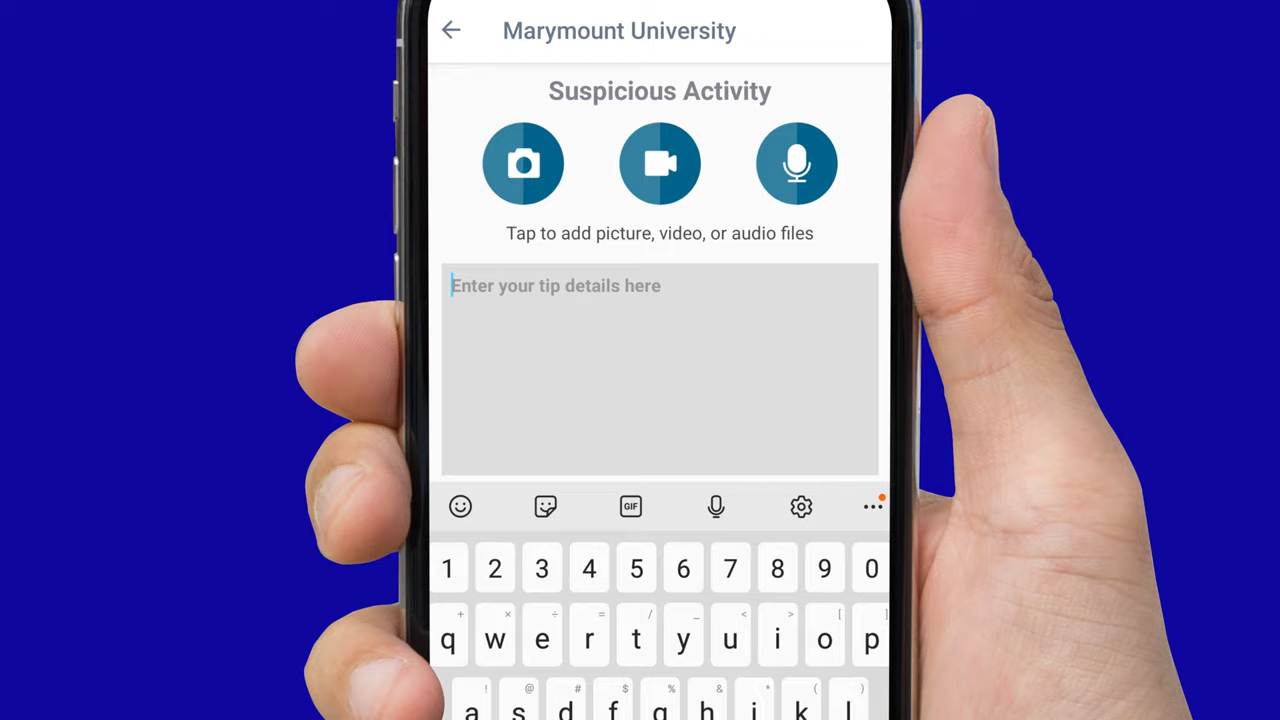 Marymount University
Suspicious Activity
Tap to add picture, video, or audio files
Enter your tip details here
GIF
1 2 3 4 5 6 7 8 9 0
+ × ÷ = / _ < > [ ]
q w e r t y u i o p
! @ # $ % & * ( )
a s d f g h j k l